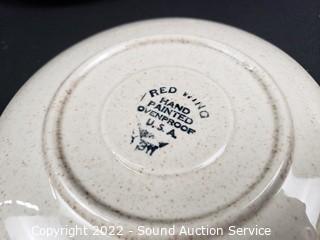 RED WING
HAND
PAINTED
OVENPROOF
U.S.A.
Copyright 2022 - Sound Auction Service